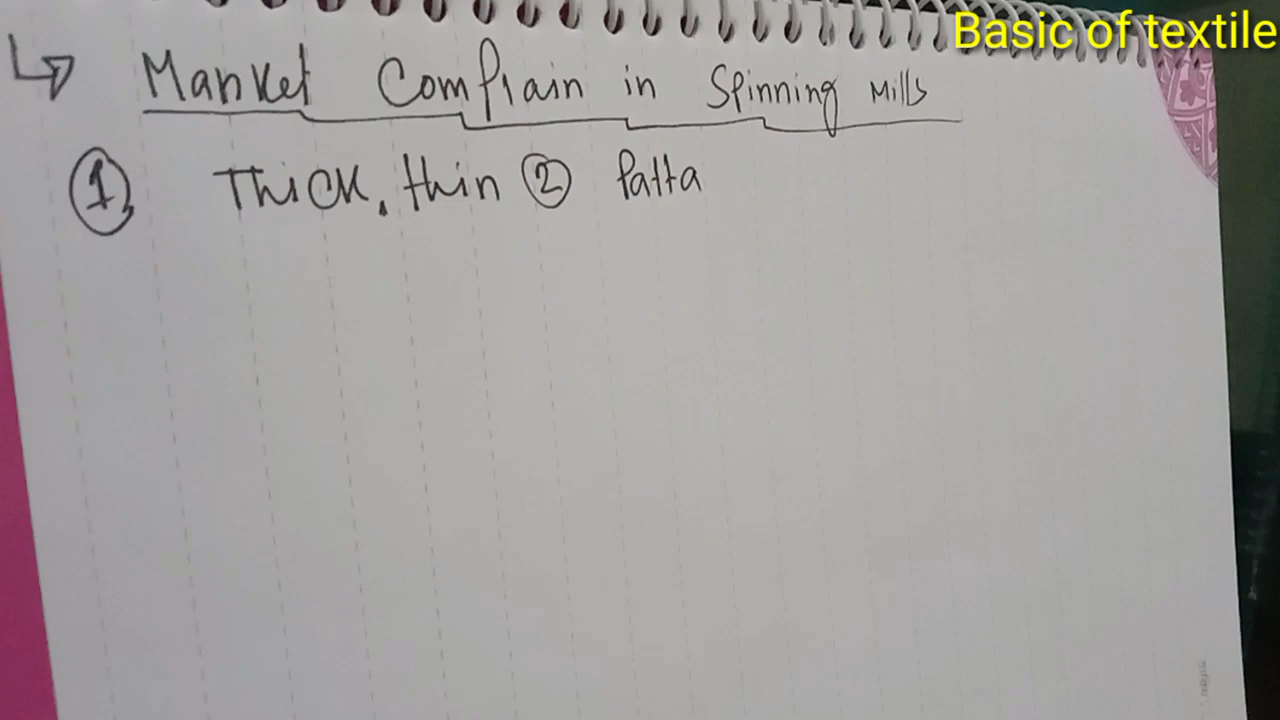 Basic of textile
↳ Market Complain in Spinning Mills
① Thick, thin ② Patta